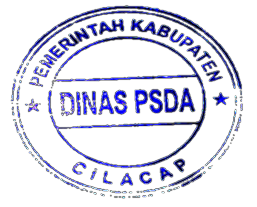 PEMERINTAH KABUPATEN
DINAS PSDA
CILACAP